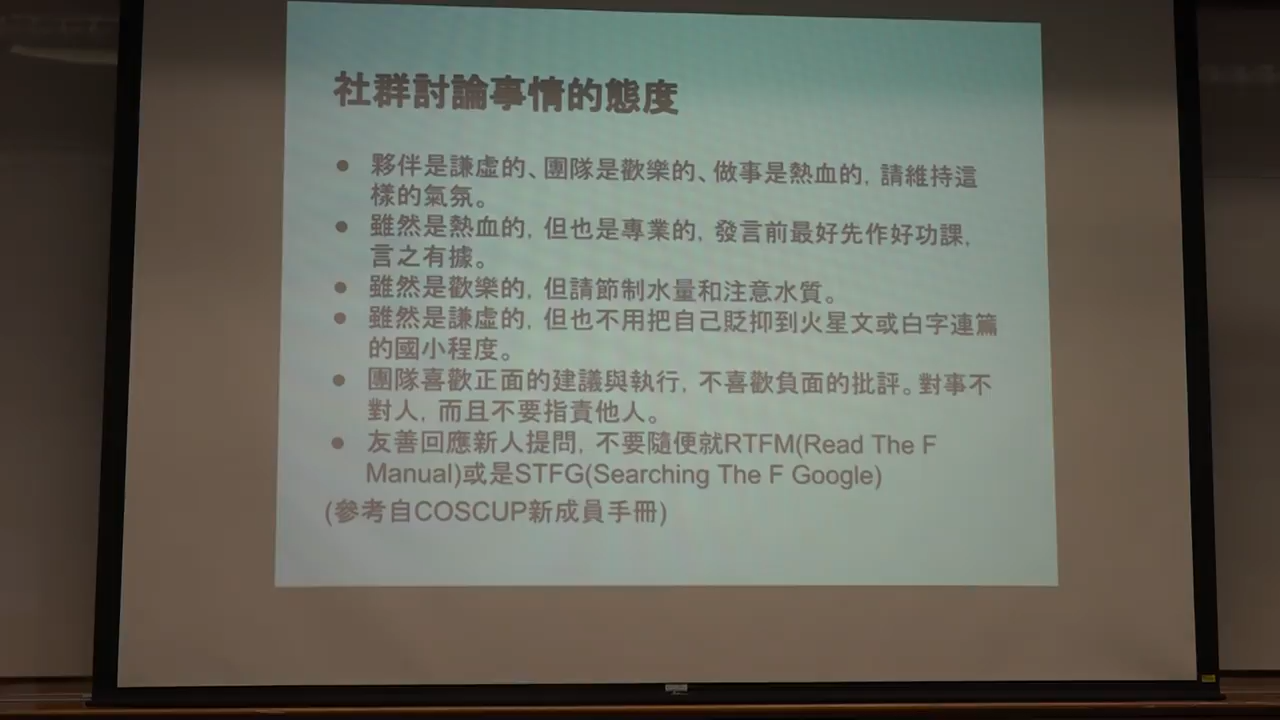 社群討論事情的態度
● 夥伴是謙虛的、團隊是歡樂的、做事是熱血的, 請維持這
樣的氣氛。
● 雖然是熱血的, 但也是專業的, 發言前最好先作好功課,
言之有據。
● 雖然是歡樂的, 但請節制水量和注意水質。
● 雖然是謙虛的, 但也不用把自己貶抑到火星文或白字連篇
的國小程度。
● 團隊喜歡正面的建議與執行, 不喜歡負面的批評。對事不
對人, 而且不要指責他人。
● 友善回應新人提問, 不要隨便就RTFM(Read The F
Manual)或是STFG(Searching The F Google)
(參考自COSCUP新成員手冊)